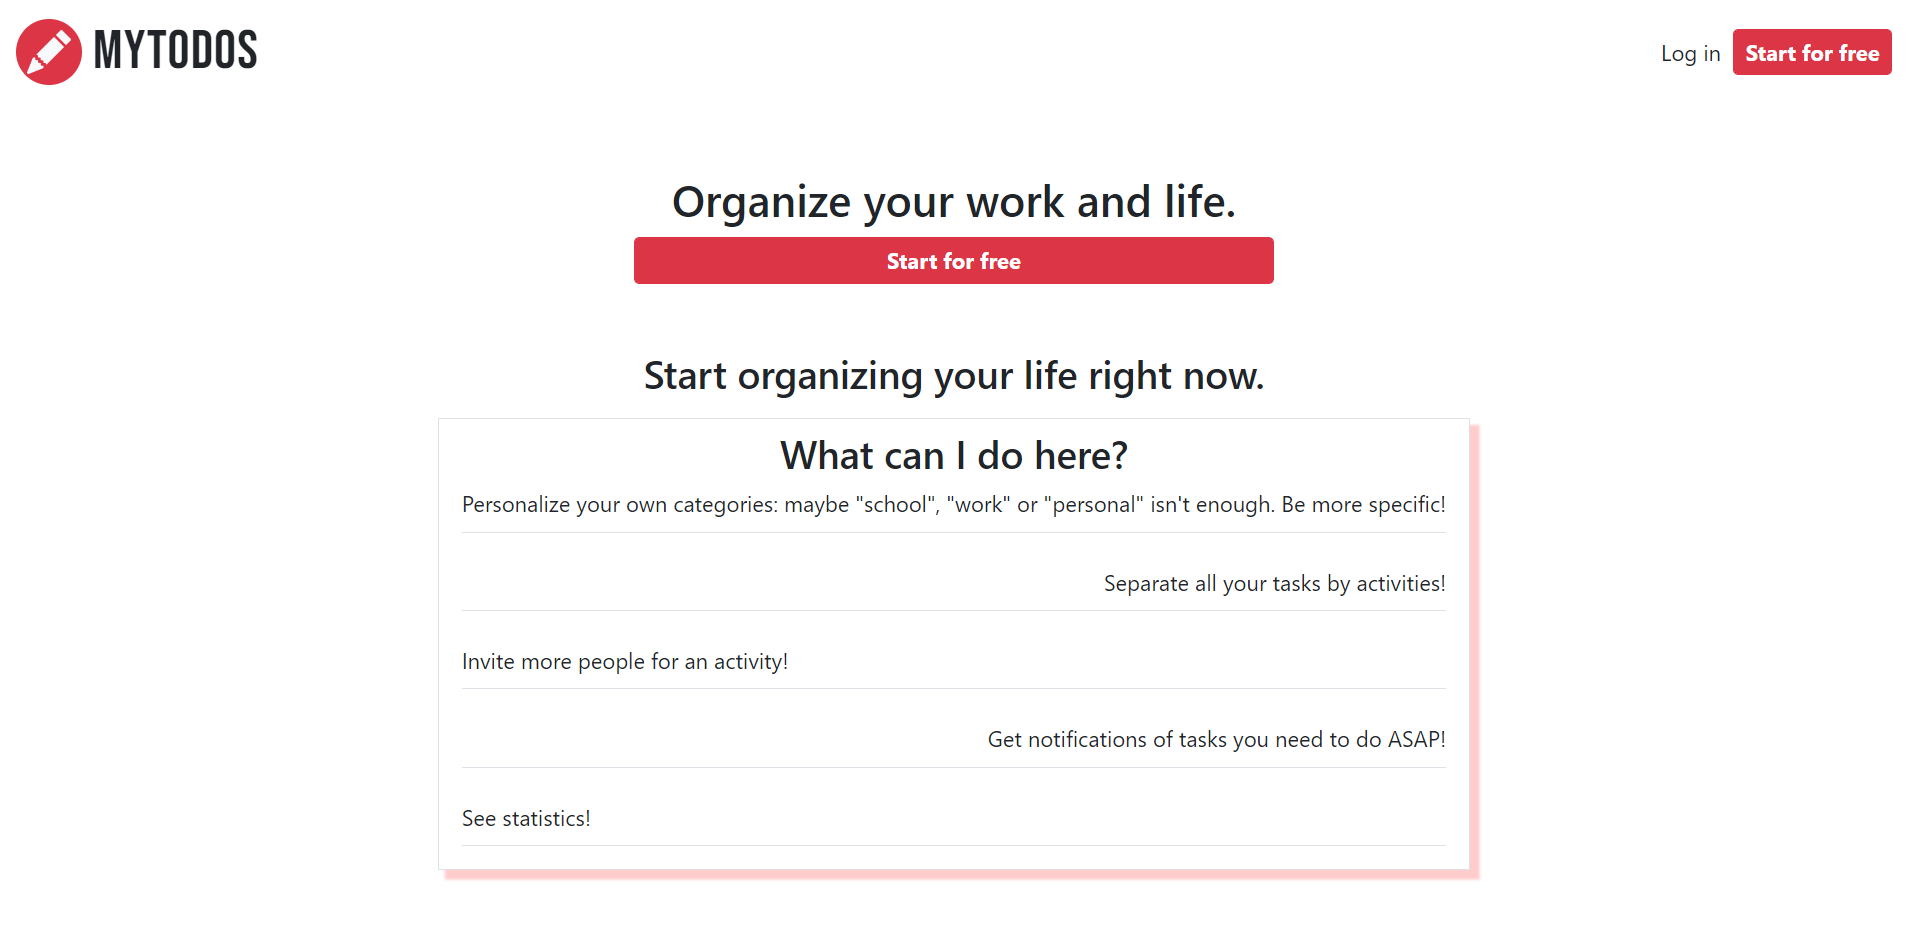 MYTODOS
Log in
Start for free
Organize your work and life.
Start for free
Start organizing your life right now.
What can I do here?
Personalize your own categories: maybe "school", "work" or "personal" isn't enough. Be more specific!
Separate all your tasks by activities!
Invite more people for an activity!
Get notifications of tasks you need to do ASAP!
See statistics!